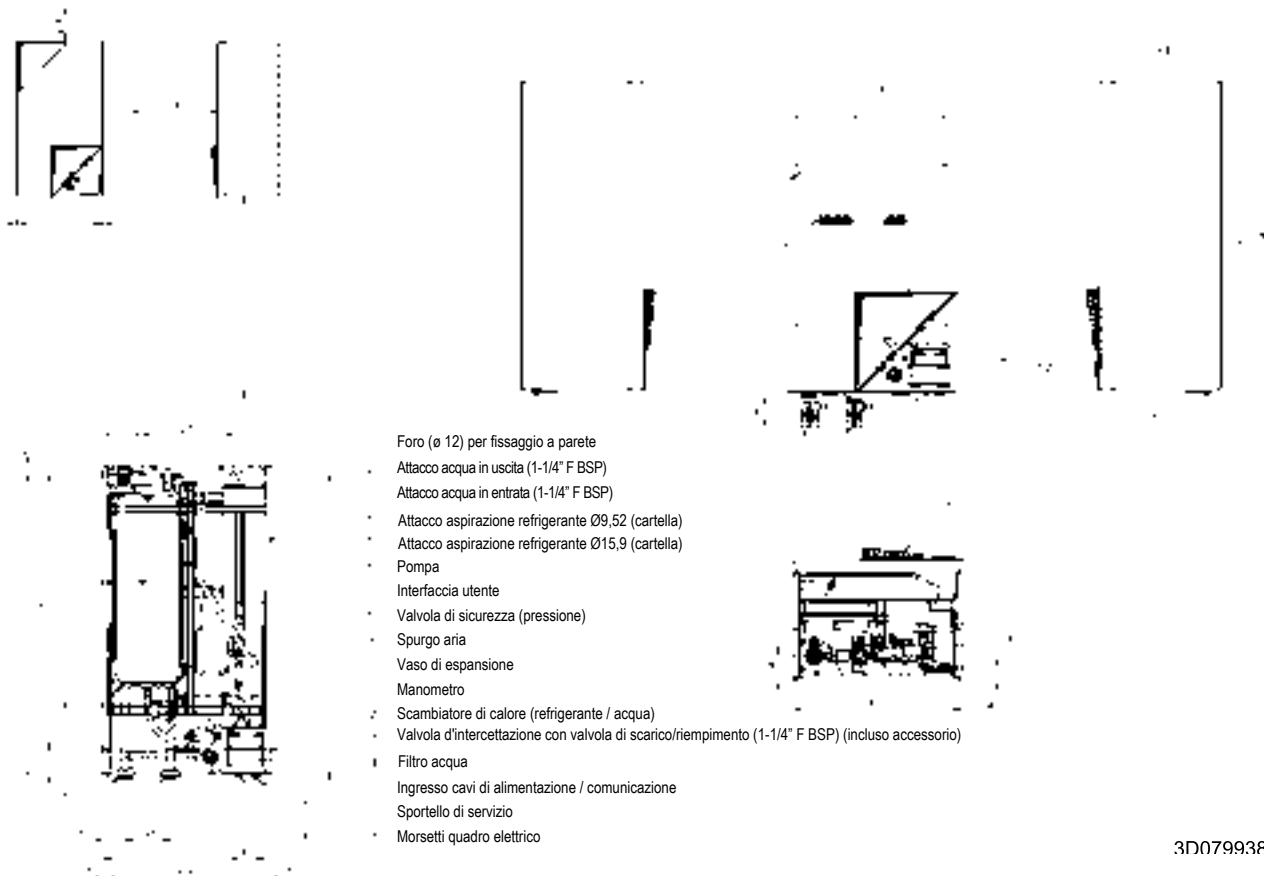 Foro (ø 12) per fissaggio a parete
Attacco acqua in uscita (1-1/4” F BSP)
Attacco acqua in entrata (1-1/4” F BSP)
Attacco aspirazione refrigerante Ø9,52 (cartella)
Attacco aspirazione refrigerante Ø15,9 (cartella)
Pompa
Interfaccia utente
Valvola di sicurezza (pressione)
Spurgo aria
Vaso di espansione
Manometro
Scambiatore di calore (refrigerante / acqua)
Valvola d'intercettazione con valvola di scarico/riempimento (1-1/4” F BSP) (incluso accessorio)
Filtro acqua
Ingresso cavi di alimentazione / comunicazione
Sportello di servizio
Morsetti quadro elettrico
3D079938